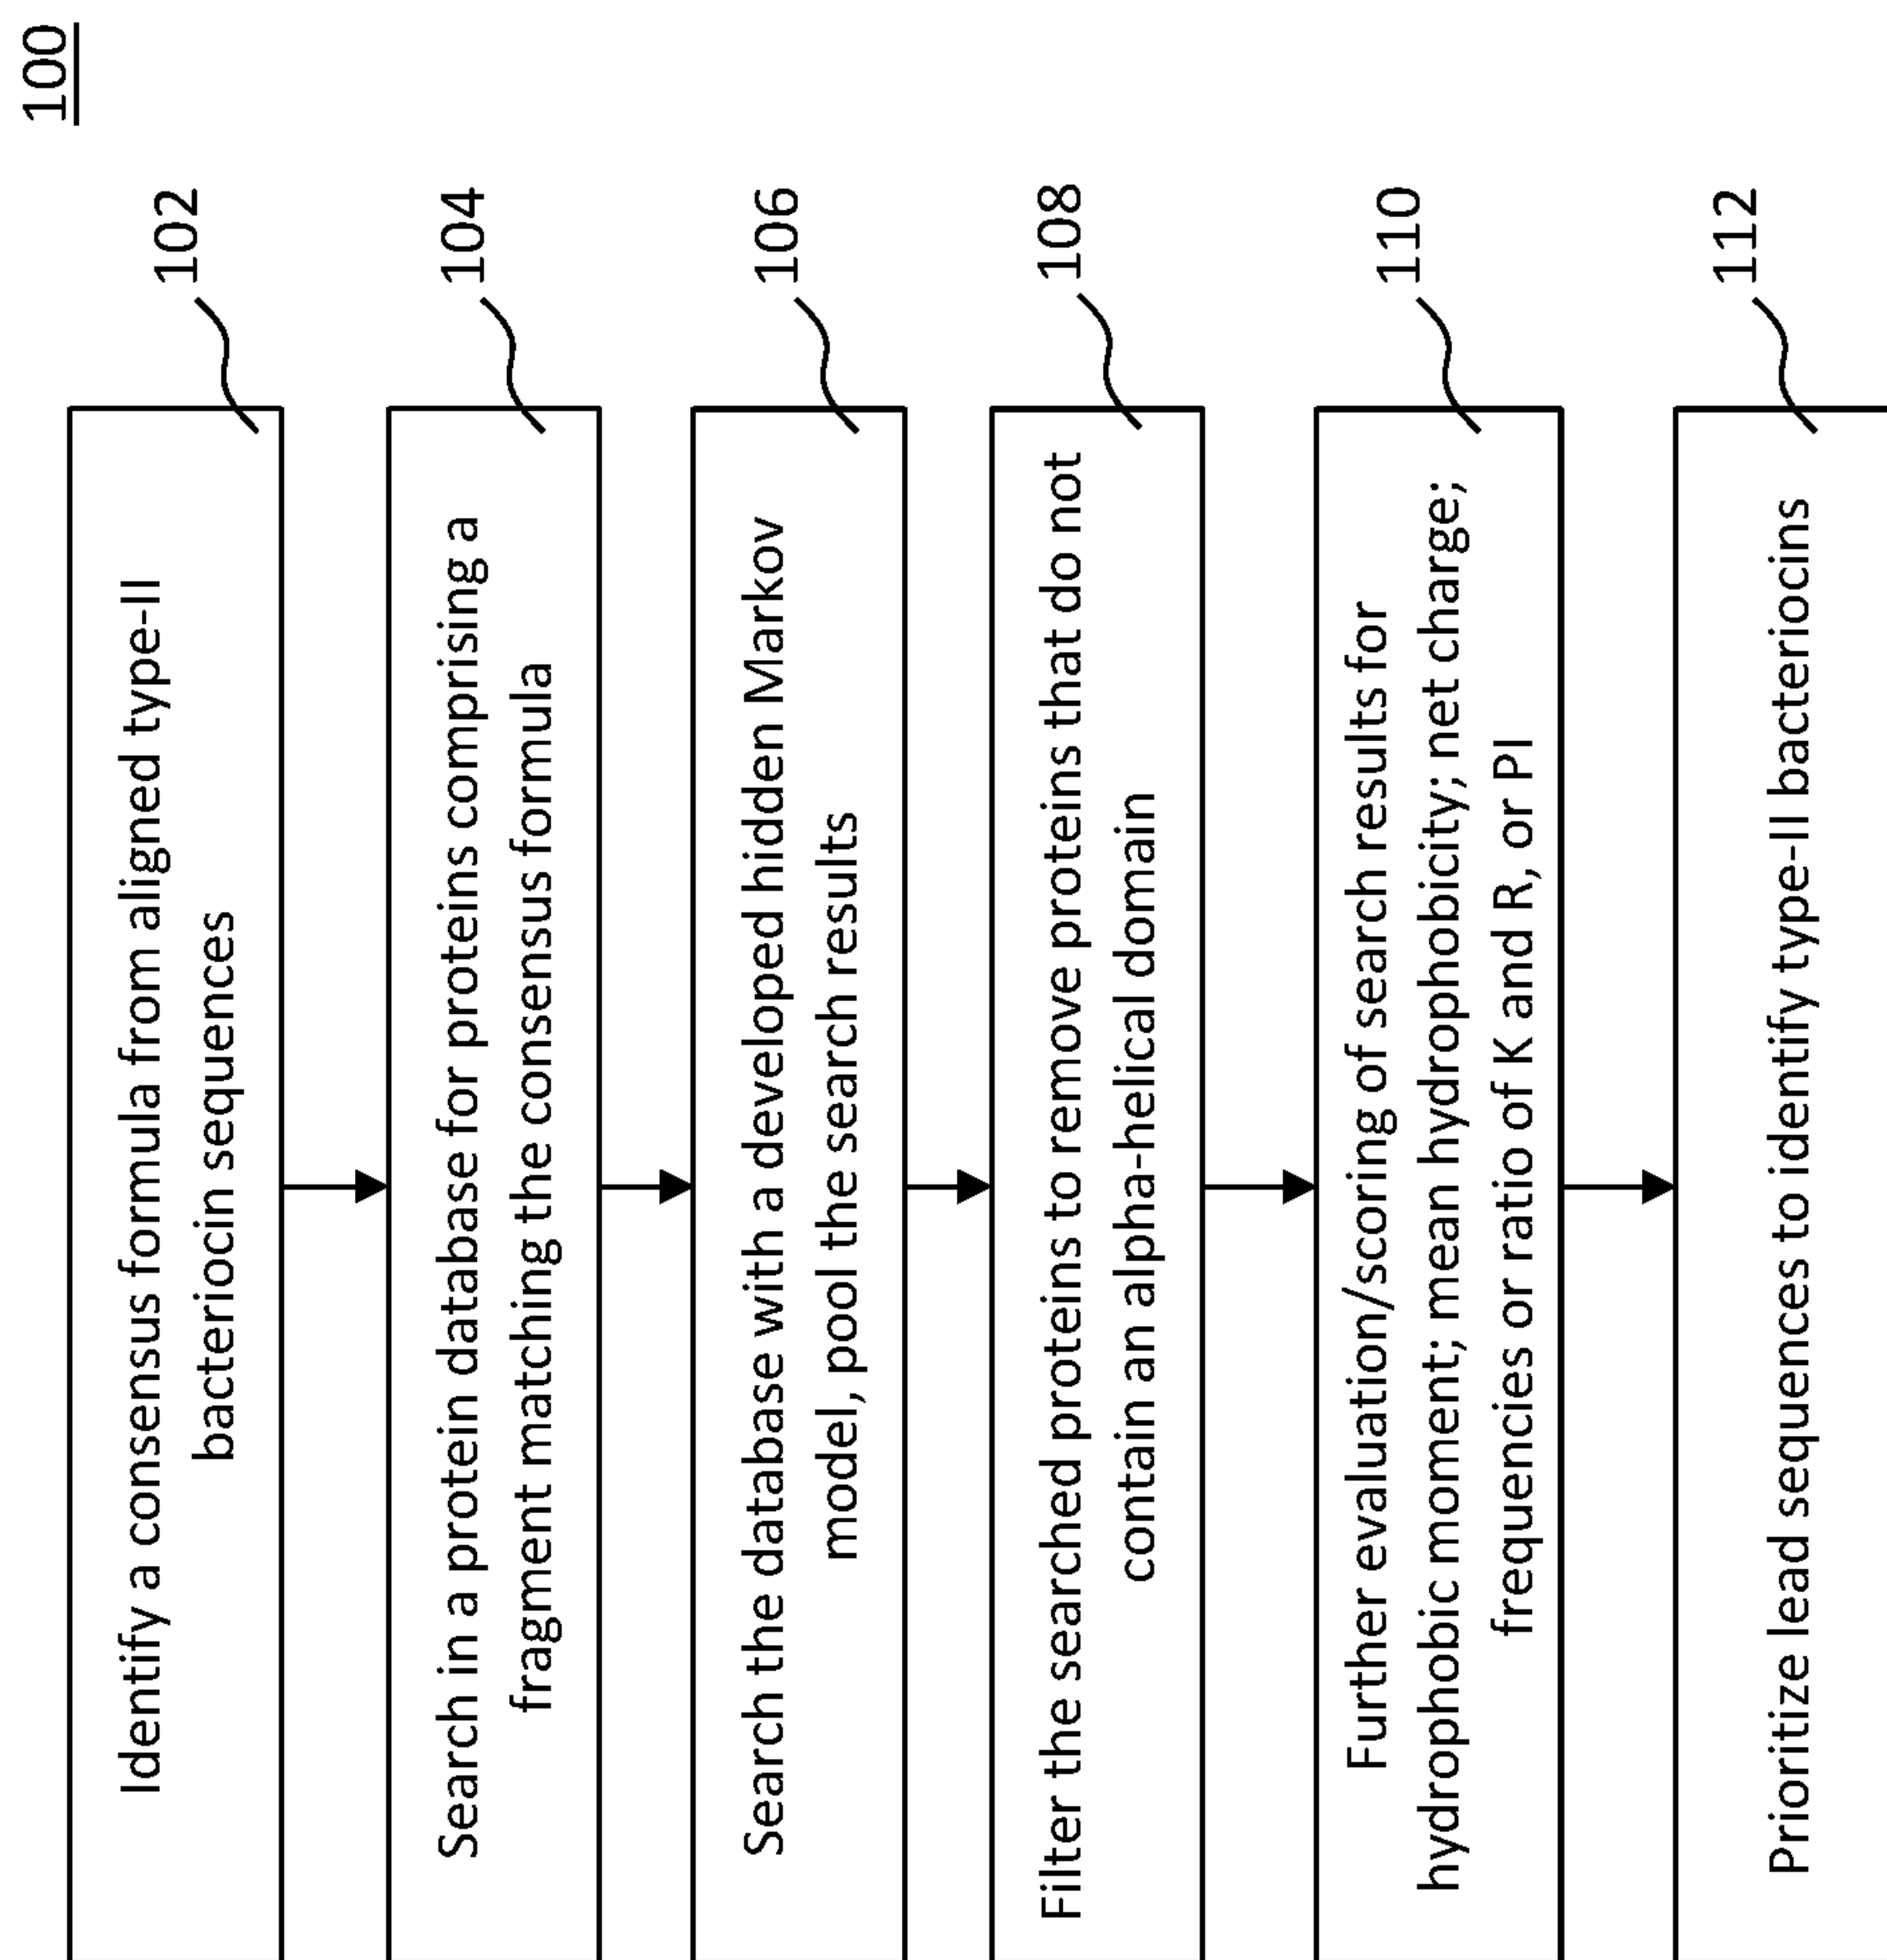 100
Identify a consensus formula from aligned type-II
bacteriocin sequences
102
Search in a protein database for proteins comprising a
fragment matching the consensus formula
104
Search the database with a developed hidden Markov
model, pool the search results
106
Filter the searched proteins to remove proteins that do not
contain an alpha-helical domain
108
Further evaluation/scoring of search results for
hydrophobic moment; mean hydrophobicity; net charge;
frequencies or ratio of K and R, or PI
110
Prioritize lead sequences to identify type-II bacteriocins
112